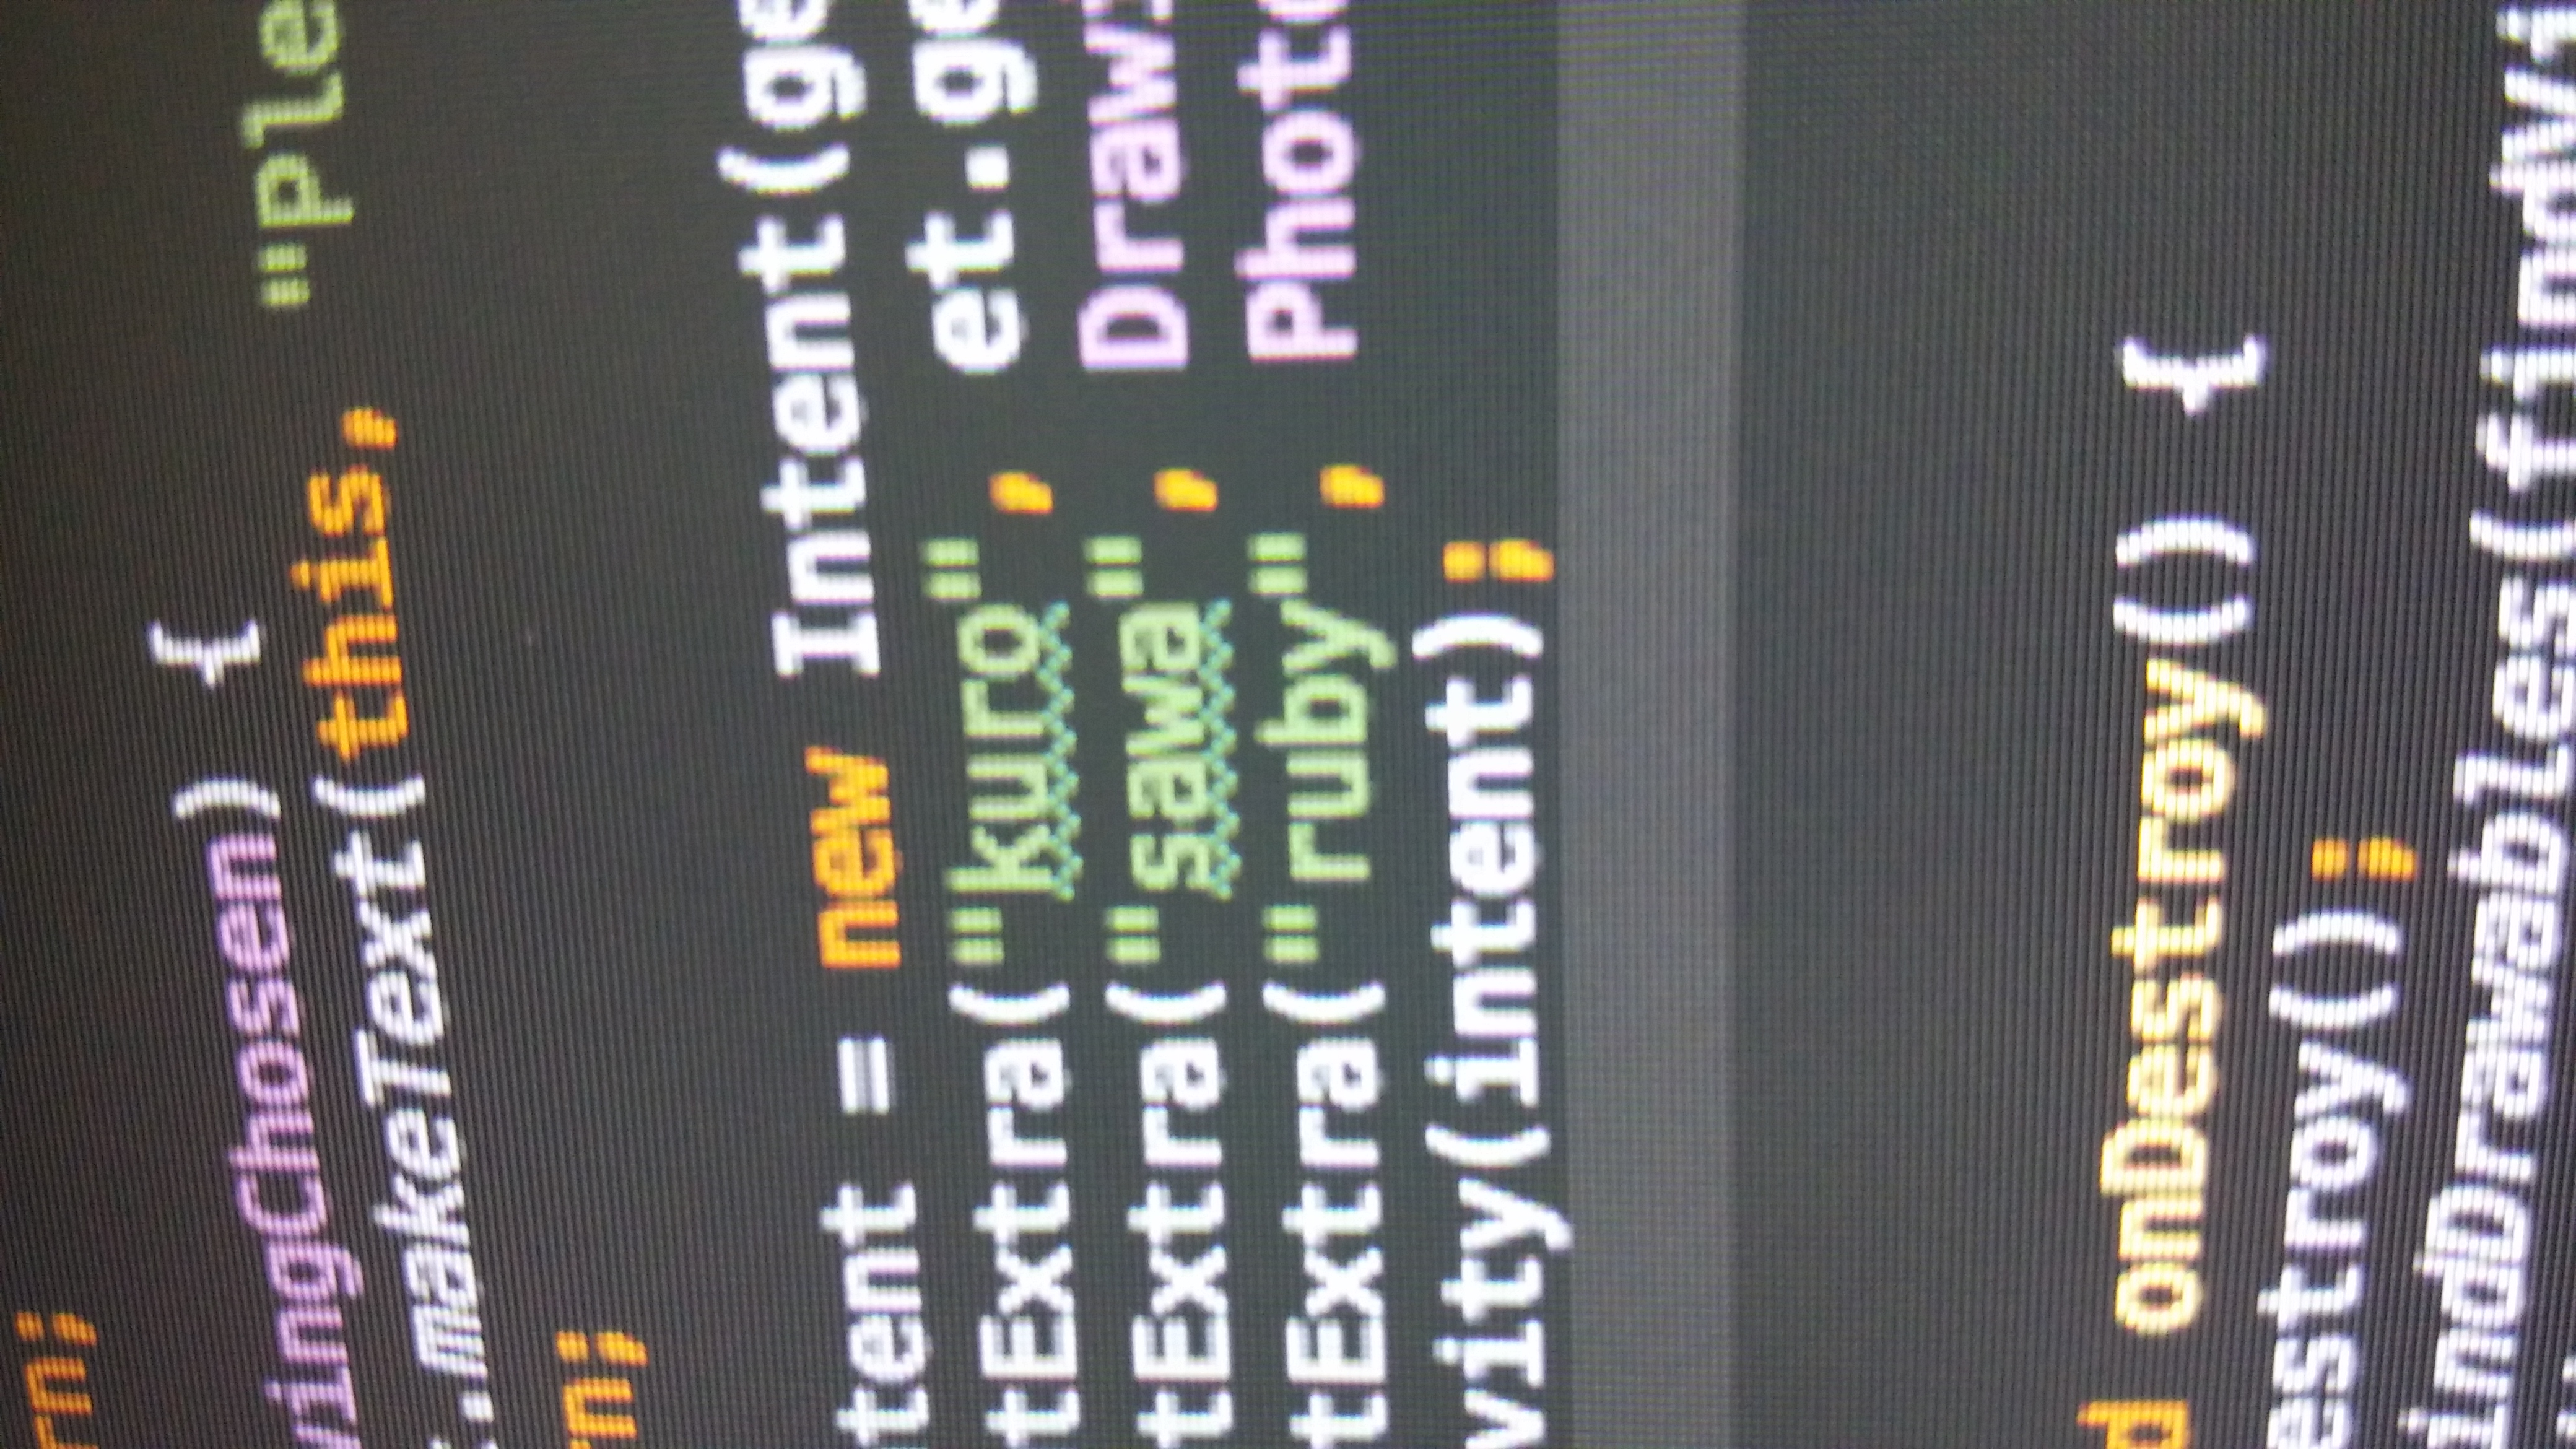 rn;
vingChosen) {
.makeText(this, "Ple
rn;
tent = new Intent(ge
tExtra("kuro", et.ge
tExtra("sawa", Draw
tExtra("ruby", Phot
vity(intent);
d onDestroy() {
estroy();
indDrawables(findVi